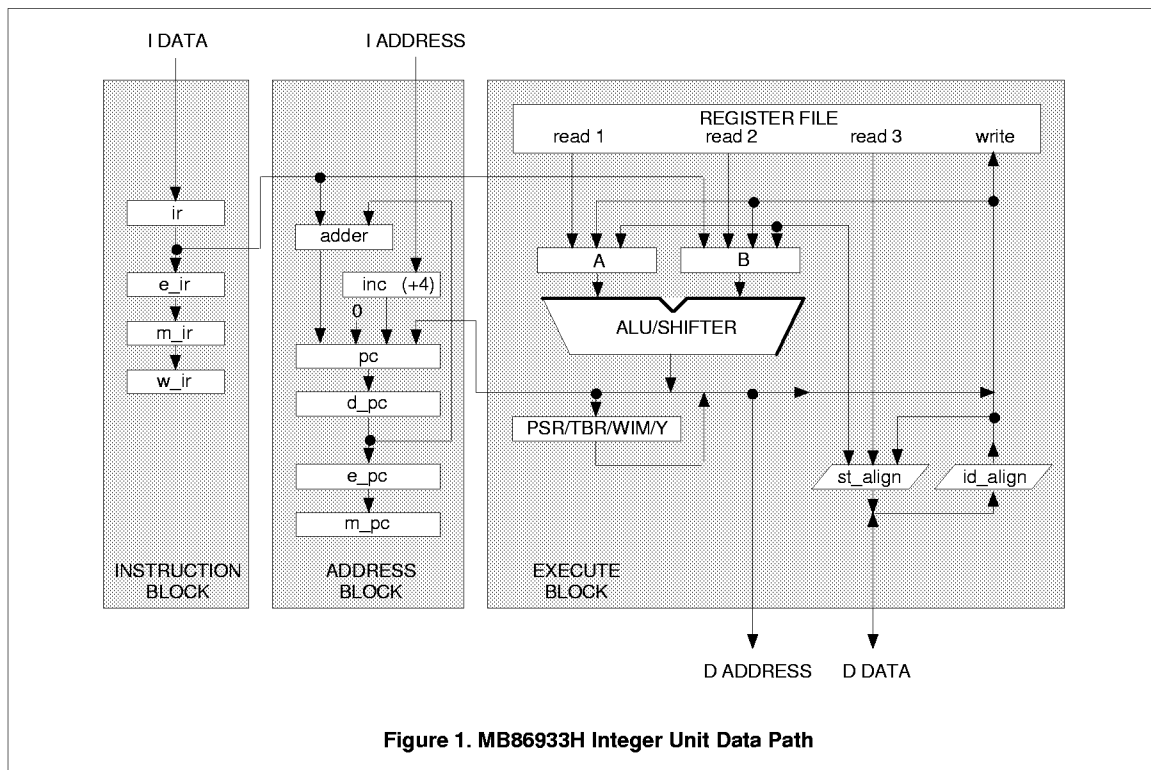 I DATA
I ADDRESS
REGISTER FILE
read 1 read 2 read 3 write
ir
adder
e_ir
inc (+4)
A
B
m_ir
0
ALU/SHIFTER
w_ir
pc
d_pc
PSR/TBR/WIM/Y
e_pc
st_align
id_align
m_pc
INSTRUCTION
BLOCK
ADDRESS
BLOCK
EXECUTE
BLOCK
D ADDRESS
D DATA
Figure 1. MB86933H Integer Unit Data Path